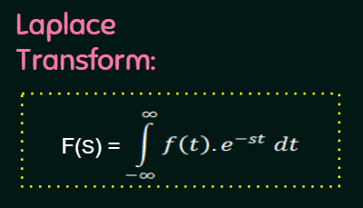 Laplace
Transform:
F(S) = ∫_{-∞}^{∞} f(t).e^{-st} dt